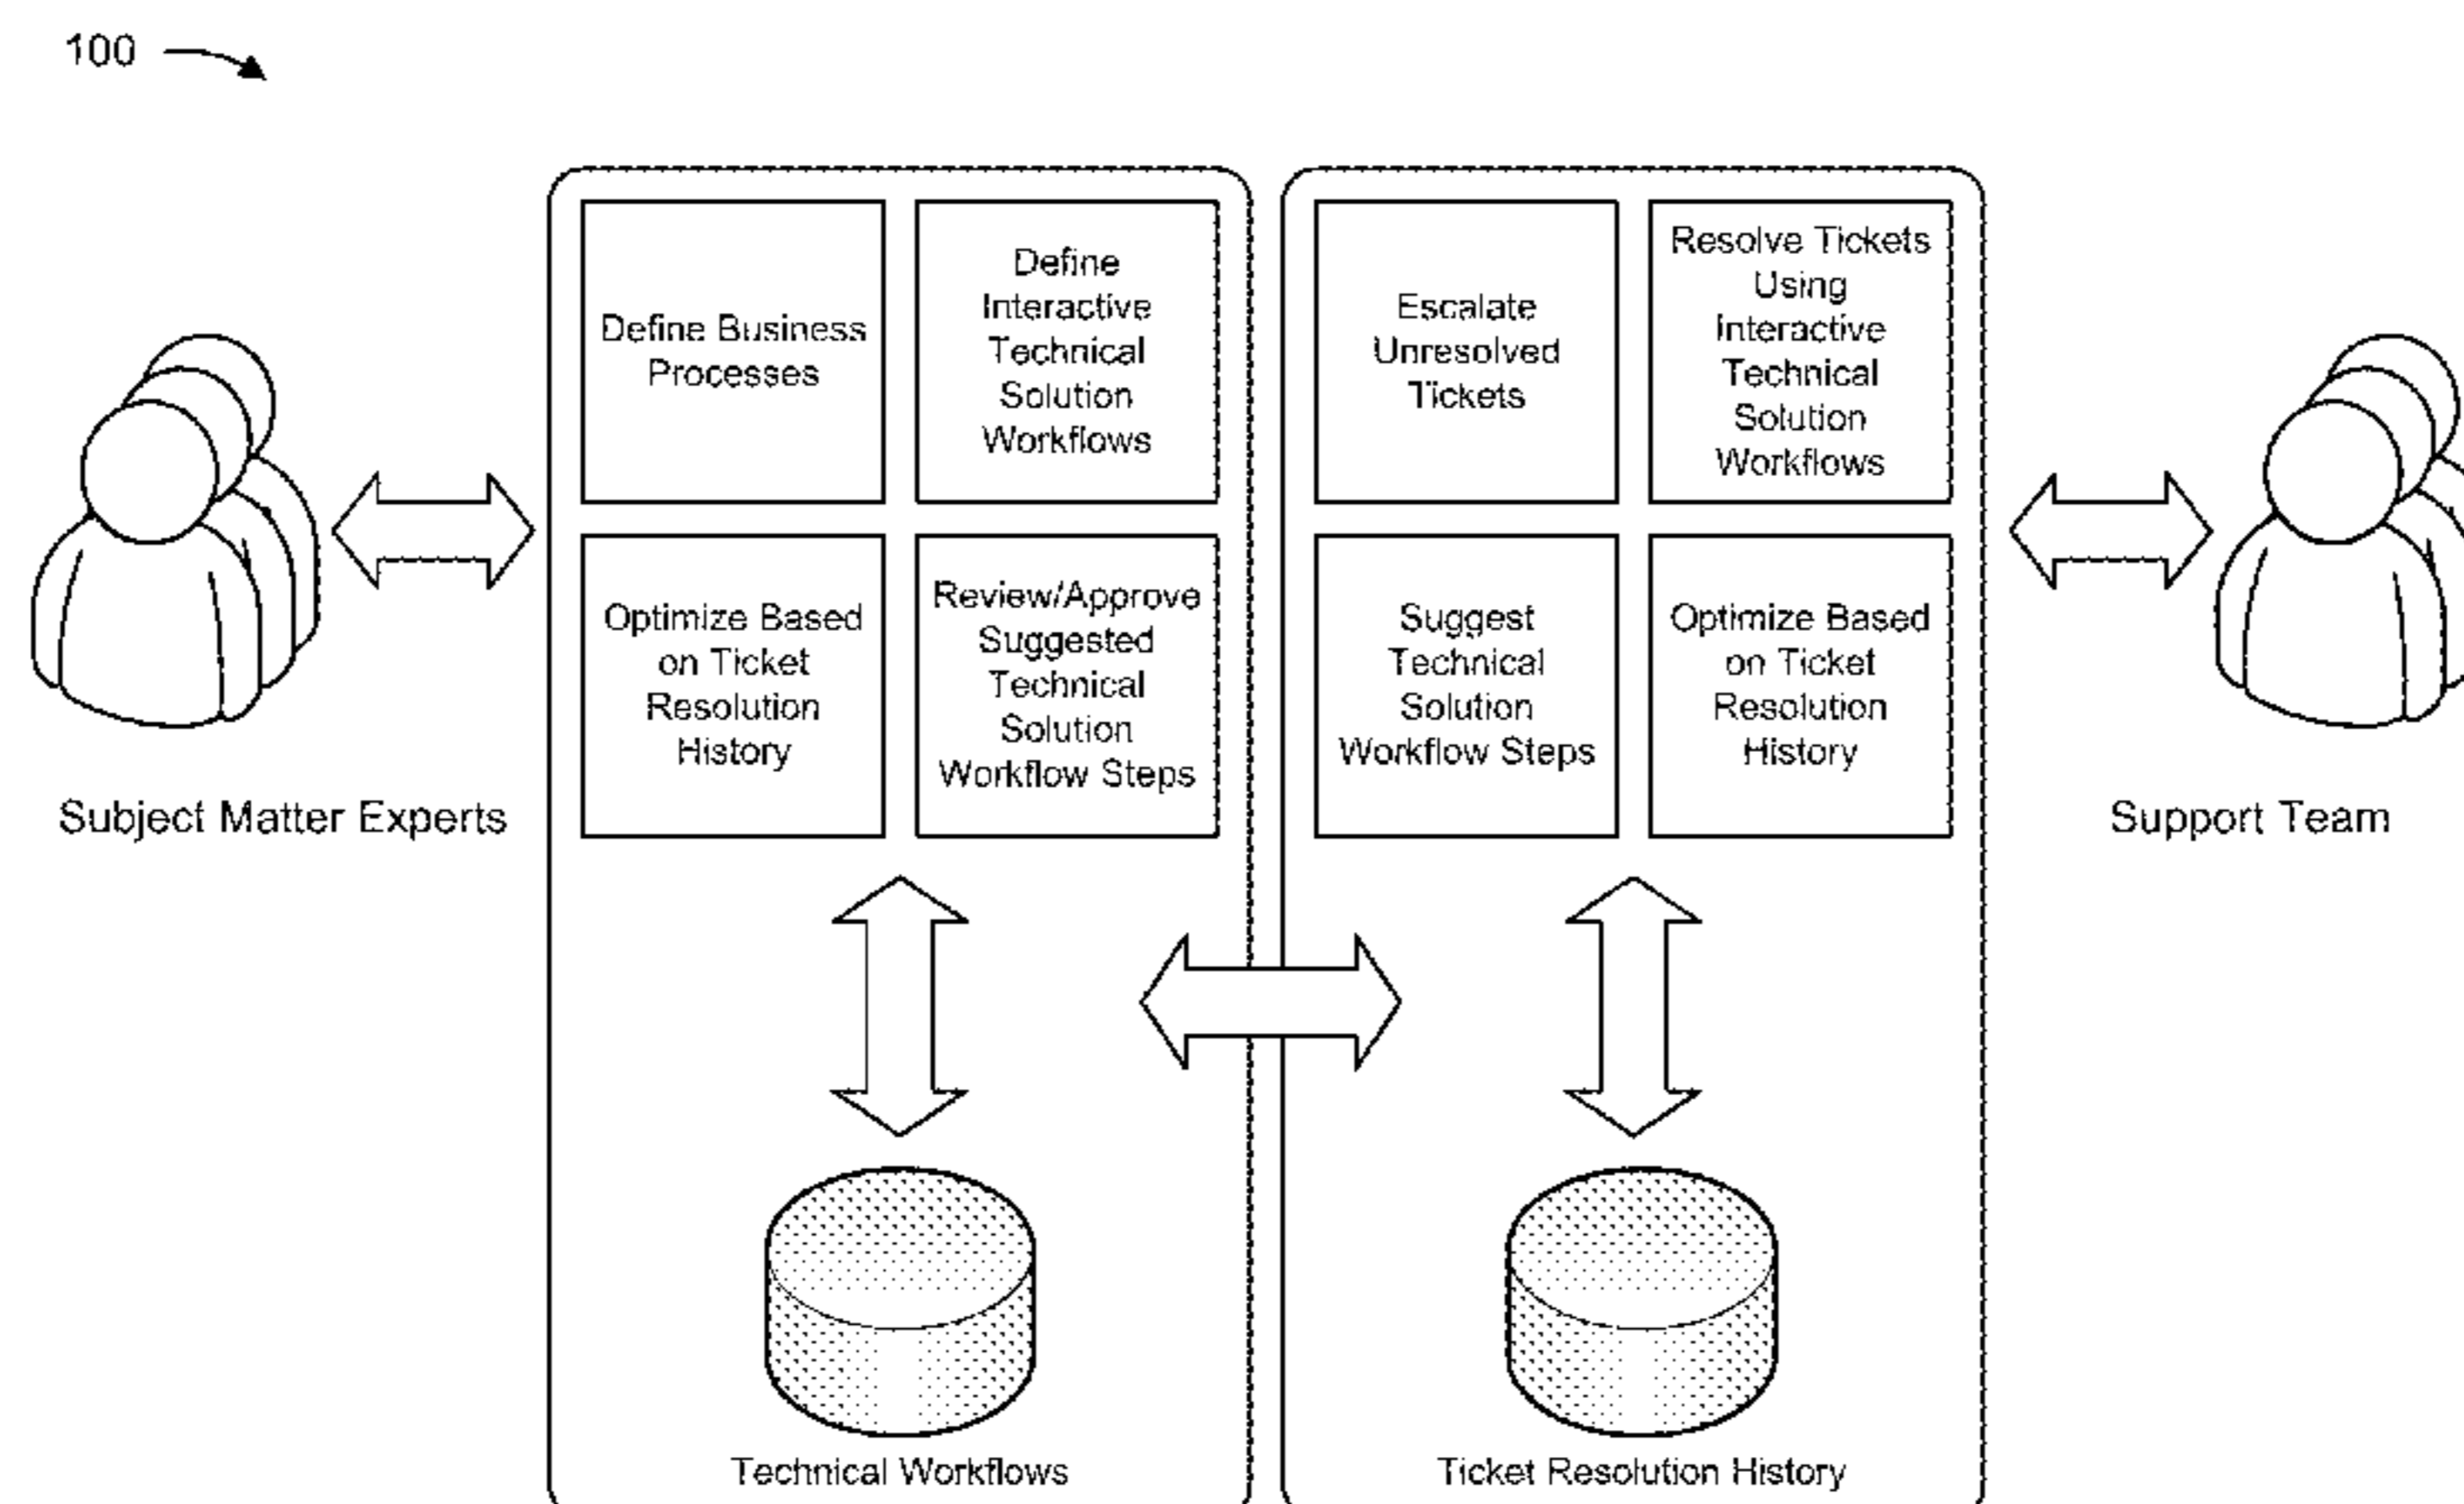 100
Define Business
Processes
Define
Interactive
Technical
Solution
Workflows
Escalate
Unresolved
Tickets
Resolve Tickets
Using
Interactive
Technical
Solution
Workflows
Optimize Based
on Ticket
Resolution
History
Review/Approve
Suggested
Technical
Solution
Workflow Steps
Suggest
Technical
Solution
Workflow Steps
Optimize Based
on Ticket
Resolution
History
Subject Matter Experts
Support Team
Technical Workflows
Ticket Resolution History